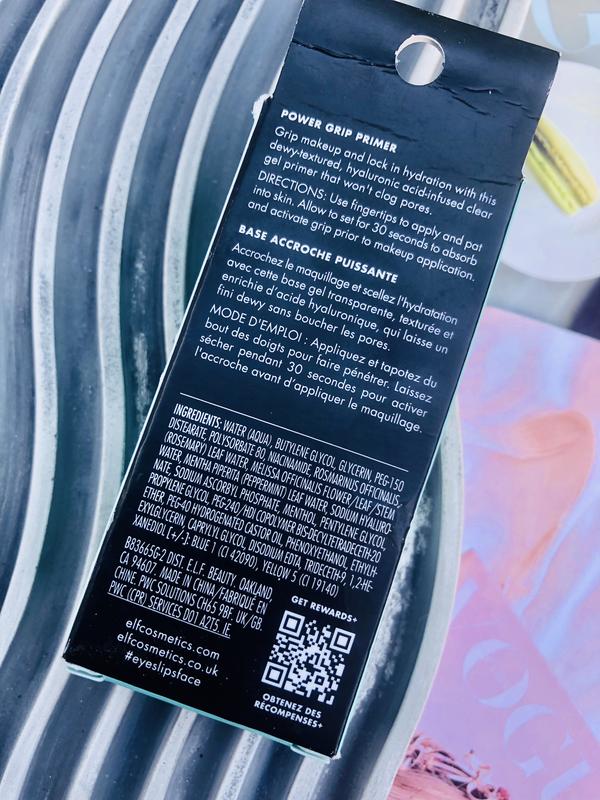 POWER GRIP PRIMER
Grip makeup and lock in hydration with this
dewy-textured, hyaluronic acid-infused clear
gel primer that won't clog pores.
DIRECTIONS: Use fingertips to apply and pat
into skin. Allow to set for 30 seconds to absorb
and activate grip prior to makeup application.
BASE ACCROCHE PUISSANTE
Accrochez le maquillage et scellez l'hydratation
avec cette base gel transparente, texturée et
enrichie d'acide hyaluronique, qui laisse un
fini dewy sans boucher les pores.
MODE D'EMPLOI : Appliquez et tapotez du
bout des doigts pour faire pénétrer. Laissez
sécher pendant 30 secondes pour activer
l'accroche avant d'appliquer le maquillage.
INGREDIENTS: WATER (AQUA), BUTYLENE GLYCOL, GLYCERIN, PEG-150
DISTEARATE, POLYSORBATE 80, NIACINAMIDE, ROSMARINUS OFFICINALIS
(ROSEMARY) LEAF WATER, MELISSA OFFICINALIS FLOWER/LEAF/STEM
WATER, MENTHA PIPERITA (PEPPERMINT) LEAF WATER, SODIUM HYALURO-
NATE, SODIUM ASCORBYL PHOSPHATE, MENTHOL, PENTYLENE GLYCOL,
PROPYLENE GLYCOL, PEG-240/HDI COPOLYMER BIS-DECYLTETRADECETH-20
ETHER, PEG-40 HYDROGENATED CASTOR OIL, PHENOXYETHANOL, ETHYLH-
EXYLGLYCERIN, CAPRYLYL GLYCOL, DISODIUM EDTA, TRIDECETH-9, 1,2-HE-
XANEDIOL. [+/-]: BLUE 1 (CI 42090), YELLOW 5 (CI 19140).
B83665G-2 DIST. E.L.F. BEAUTY, OAKLAND,
CA 94607. MADE IN CHINA/FABRIQUÉ EN
CHINE. PWC SOLUTIONS CH65 9BF. UK/GR.
PWC (CPR) SERVICES D01 A2T5. IE.
elfcosmetics.com
elfcosmetics.co.uk
#eyeslipsface
GET REWARDS+
OBTENEZ DES
RÉCOMPENSES+